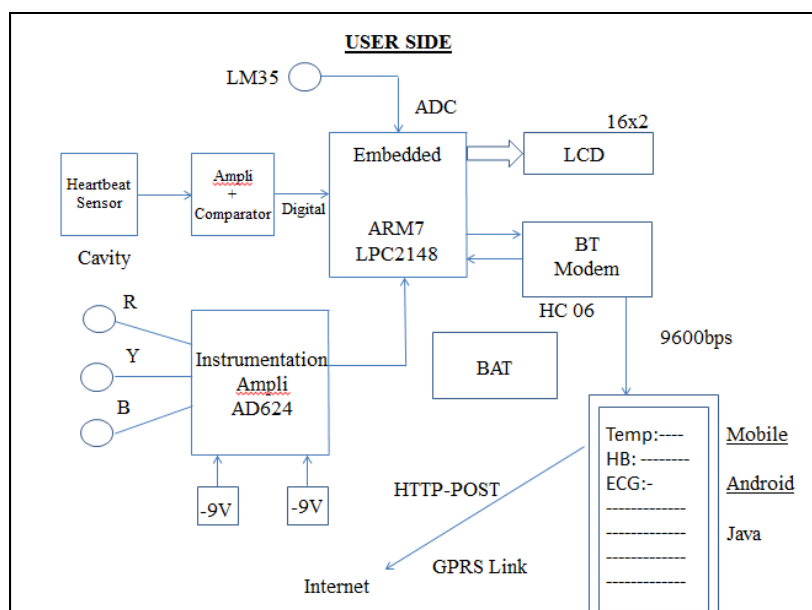 USER SIDE
LM35
ADC
16x2
LCD
Embedded
ARM7
LPC2148
Heartbeat
Sensor
Cavity
Ampli
+
Comparator
Digital
BT
Modem
HC 06
9600bps
R
Y
B
Instrumentation
Ampli
AD624
-9V
-9V
BAT
Temp:----
HB: --------
ECG:-
-------------
-------------
-------------
-------------
Mobile
Android
Java
HTTP-POST
GPRS Link
Internet